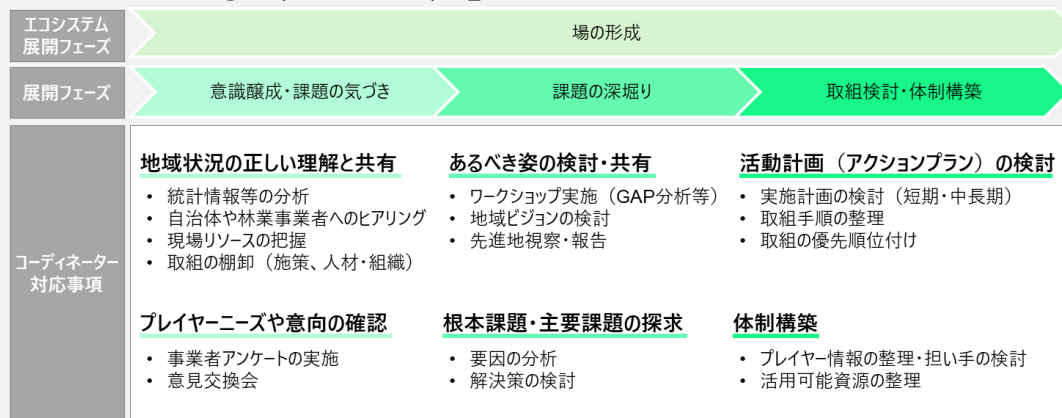 エコシステム
展開フェーズ
場の形成
展開フェーズ
意識醸成・課題の気づき
課題の深堀り
取組検討・体制構築
コーディネーター
対応事項
地域状況の正しい理解と共有
• 統計情報等の分析
• 自治体や林業事業者へのヒアリング
• 現場リソースの把握
• 取組の棚卸（施策、人材・組織）
あるべき姿の検討・共有
• ワークショップ実施（GAP分析等）
• 地域ビジョンの検討
• 先進地視察・報告
活動計画（アクションプラン）の検討
• 実施計画の検討（短期・中長期）
• 取組手順の整理
• 取組の優先順位付け
プレイヤーニーズや意向の確認
• 事業者アンケートの実施
• 意見交換会
根本課題・主要課題の探求
• 要因の分析
• 解決策の検討
体制構築
• プレイヤー情報の整理・担い手の検討
• 活用可能資源の整理